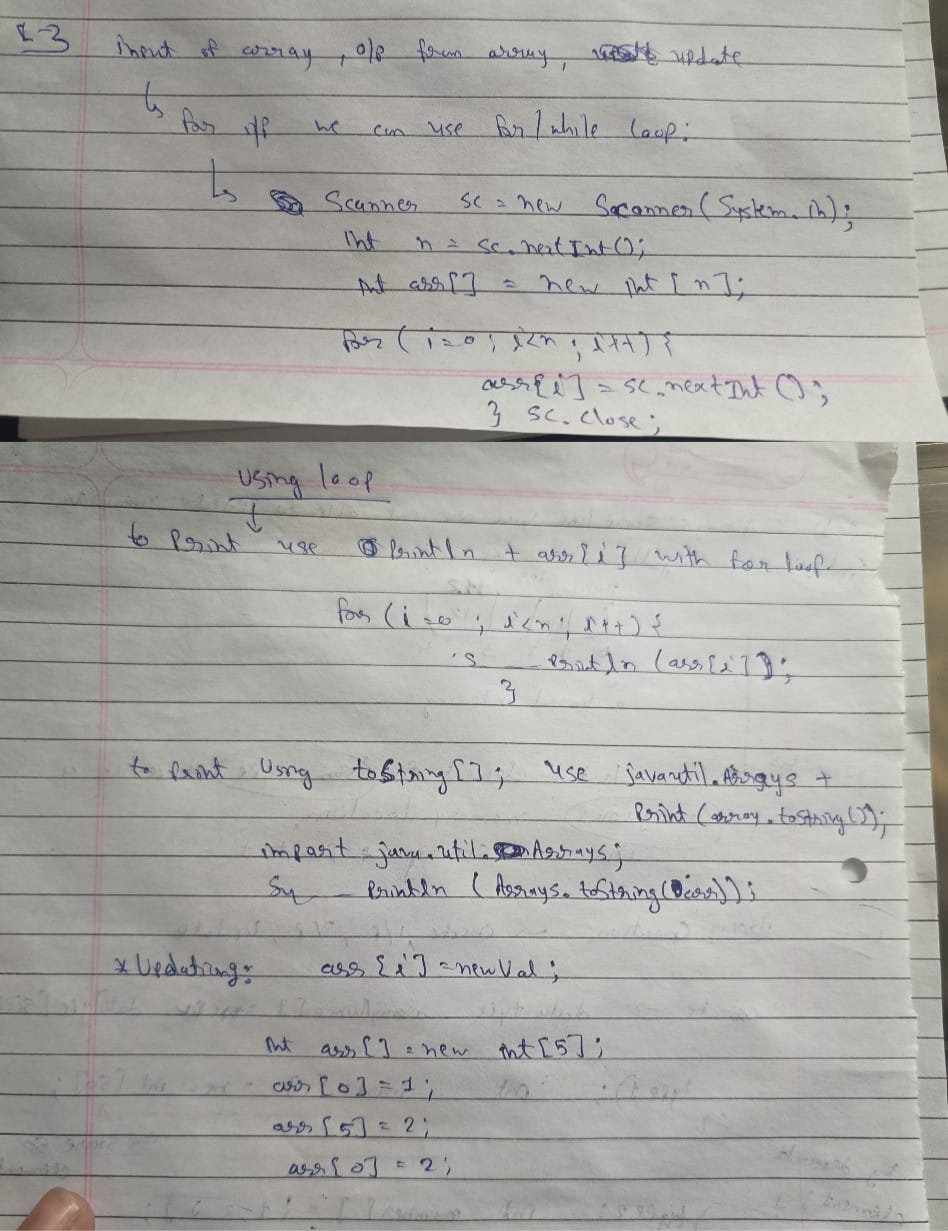 L-3 input of array, o/p from array, update
↳ for i/p we can use for/while loop:
↳ Scanner sc = new Scanner(System.in);
int n = sc.nextInt();
int arr[] = new int[n];
for (i=0; i<n; i++) {
arr[i] = sc.nextInt();
} sc.close;
Using loop
↓
to Print use println + arr[i] with for loop.
for (i=0; i<n; i++) {
s___println (arr[i]);
}
to print Using toString[]; Use java.util.Arrays +
Print (array.toString());
import java.util.Arrays;
Sy___println (Arrays.toString(arr));
* Updating: arr[i] = newVal;
int arr[] = new int[5];
arr[0] = 1;
arr[5] = 2;
arr[0] = 2;